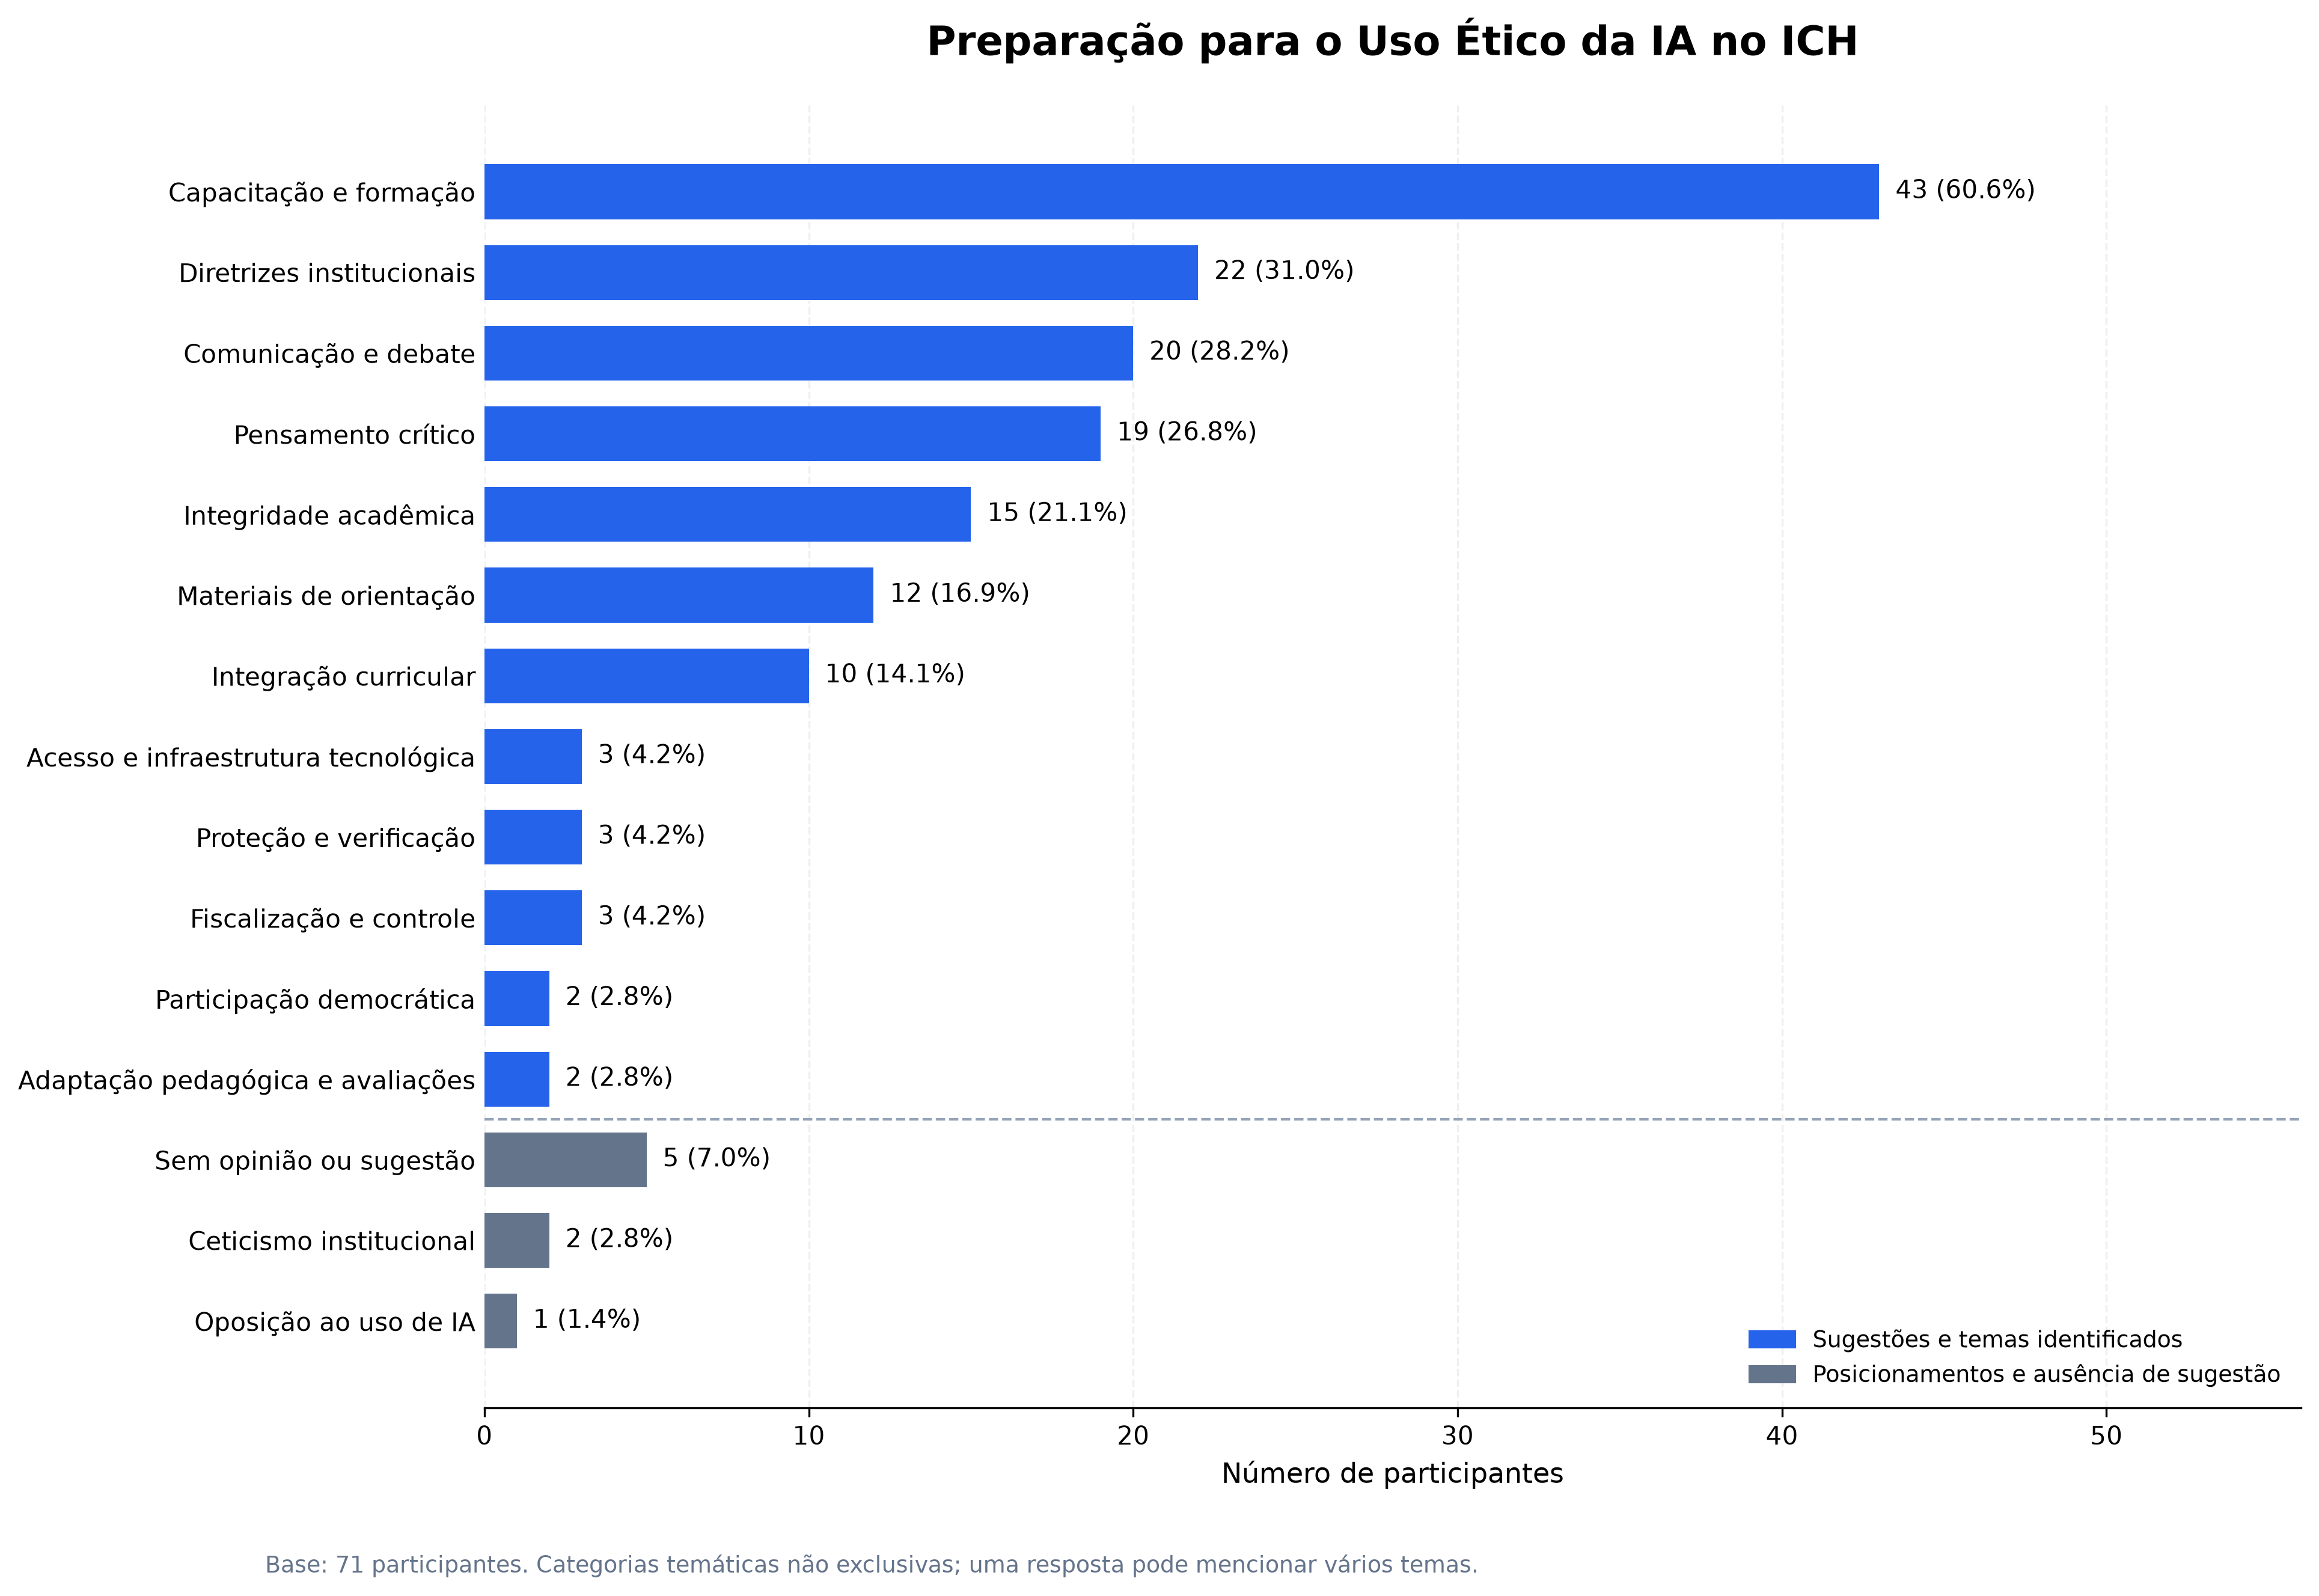 Preparação para o Uso Ético da IA no ICH
Capacitação e formação 43 (60.6%)
Diretrizes institucionais 22 (31.0%)
Comunicação e debate 20 (28.2%)
Pensamento crítico 19 (26.8%)
Integridade acadêmica 15 (21.1%)
Materiais de orientação 12 (16.9%)
Integração curricular 10 (14.1%)
Acesso e infraestrutura tecnológica 3 (4.2%)
Proteção e verificação 3 (4.2%)
Fiscalização e controle 3 (4.2%)
Participação democrática 2 (2.8%)
Adaptação pedagógica e avaliações 2 (2.8%)
Sem opinião ou sugestão 5 (7.0%)
Ceticismo institucional 2 (2.8%)
Oposição ao uso de IA 1 (1.4%)
Sugestões e temas identificados
Posicionamentos e ausência de sugestão
0 10 20 30 40 50
Número de participantes
Base: 71 participantes. Categorias temáticas não exclusivas; uma resposta pode mencionar vários temas.